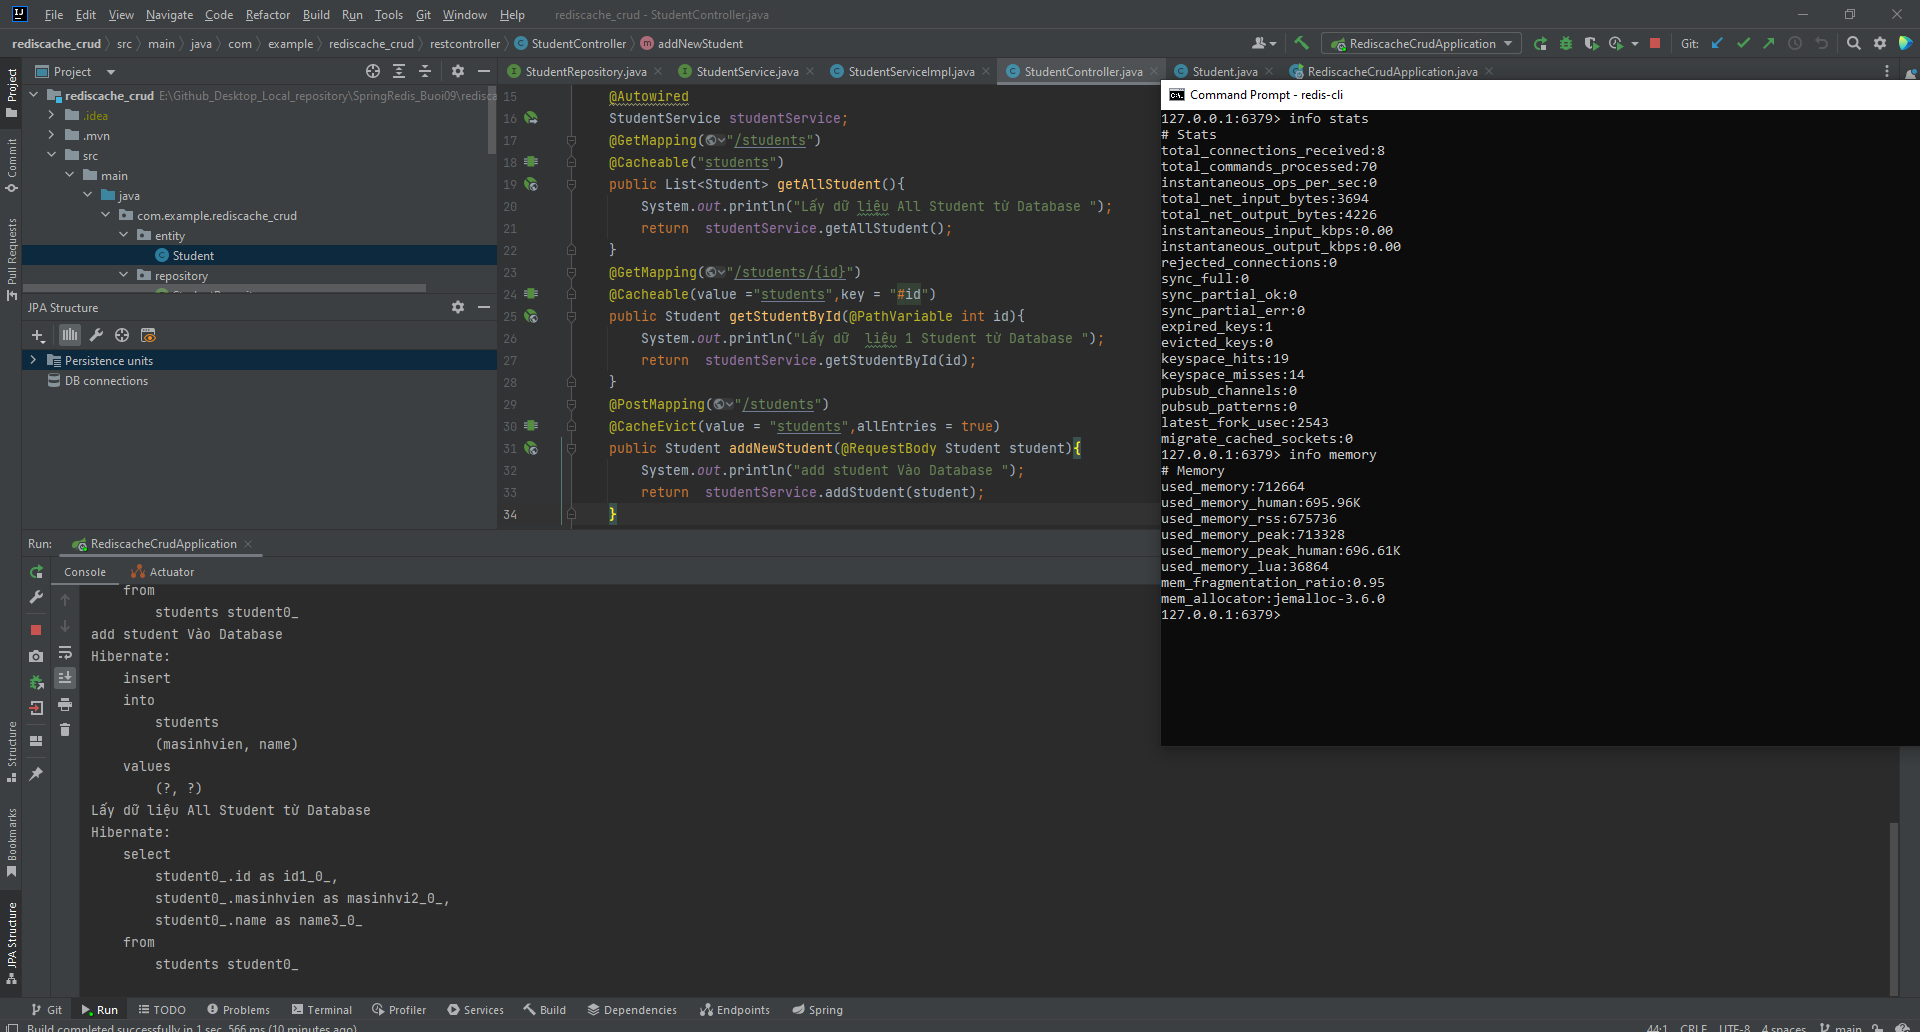 File Edit View Navigate Code Refactor Build Run Tools Git Window Help rediscache_crud - StudentController.java
rediscache_crud src main java com example rediscache_crud restcontroller StudentController addNewStudent RediscacheCrudApplication Git:
Project
StudentRepository.java StudentService.java StudentServiceImpl.java StudentController.java Student.java RediscacheCrudApplication.java
Project
Commit
Pull Requests
Structure
Bookmarks
JPA Structure
rediscache_crud E:\Github_Desktop_Local_repository\SpringRedis_Buoi09\redisca
.idea
.mvn
src
main
java
com.example.rediscache_crud
entity
Student
repository
JPA Structure
Persistence units
DB connections
15 @Autowired
16 StudentService studentService;
17 @GetMapping("/students")
18 @Cacheable("students")
19 public List<Student> getAllStudent(){
20 System.out.println("Lấy dữ liệu All Student từ Database ");
21 return  studentService.getAllStudent();
22 }
23 @GetMapping("/students/{id}")
24 @Cacheable(value ="students",key = "#id")
25 public Student getStudentById(@PathVariable int id){
26 System.out.println("Lấy dữ  liệu 1 Student từ Database ");
27 return  studentService.getStudentById(id);
28 }
29 @PostMapping("/students")
30 @CacheEvict(value = "students",allEntries = true)
31 public Student addNewStudent(@RequestBody Student student){
32 System.out.println("add student Vào Database ");
33 return  studentService.addStudent(student);
34 }
Command Prompt - redis-cli
127.0.0.1:6379> info stats
# Stats
total_connections_received:8
total_commands_processed:70
instantaneous_ops_per_sec:0
total_net_input_bytes:3694
total_net_output_bytes:4226
instantaneous_input_kbps:0.00
instantaneous_output_kbps:0.00
rejected_connections:0
sync_full:0
sync_partial_ok:0
sync_partial_err:0
expired_keys:1
evicted_keys:0
keyspace_hits:19
keyspace_misses:14
pubsub_channels:0
pubsub_patterns:0
latest_fork_usec:2543
migrate_cached_sockets:0
127.0.0.1:6379> info memory
# Memory
used_memory:712664
used_memory_human:695.96K
used_memory_rss:675736
used_memory_peak:713328
used_memory_peak_human:696.61K
used_memory_lua:36864
mem_fragmentation_ratio:0.95
mem_allocator:jemalloc-3.6.0
127.0.0.1:6379>
Run: RediscacheCrudApplication
Console Actuator
from
students student0_
add student Vào Database
Hibernate:
insert
into
students
(masinhvien, name)
values
(?, ?)
Lấy dữ liệu All Student từ Database
Hibernate:
select
student0_.id as id1_0_,
student0_.masinhvien as masinhvi2_0_,
student0_.name as name3_0_
from
students student0_
Git Run TODO Problems Terminal Profiler Services Build Dependencies Endpoints Spring
Build completed successfully in 1 sec, 566 ms (10 minutes ago) 44:1 CRLF UTF-8 4 spaces main